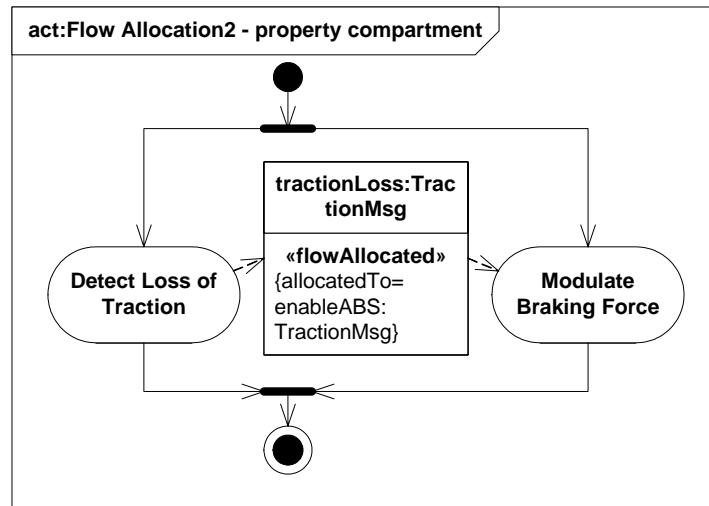 act:Flow Allocation2 - property compartment
tractionLoss:Trac
tionMsg
«flowAllocated»
{allocatedTo=
enableABS:
TractionMsg}
Detect Loss of
Traction
Modulate
Braking Force